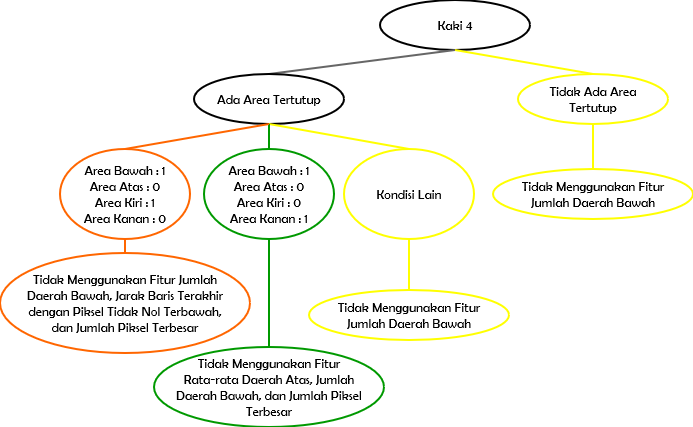 Kaki 4
Ada Area Tertutup
Tidak Ada Area
Tertutup
Area Bawah : 1
Area Atas : 0
Area Kiri : 1
Area Kanan : 0
Area Bawah : 1
Area Atas : 0
Area Kiri : 0
Area Kanan : 1
Kondisi Lain
Tidak Menggunakan Fitur
Jumlah Daerah Bawah
Tidak Menggunakan Fitur Jumlah
Daerah Bawah, Jarak Baris Terakhir
dengan Piksel Tidak Nol Terbawah,
dan Jumlah Piksel Terbesar
Tidak Menggunakan Fitur
Jumlah Daerah Bawah
Tidak Menggunakan Fitur
Rata-rata Daerah Atas, Jumlah
Daerah Bawah, dan Jumlah Piksel
Terbesar